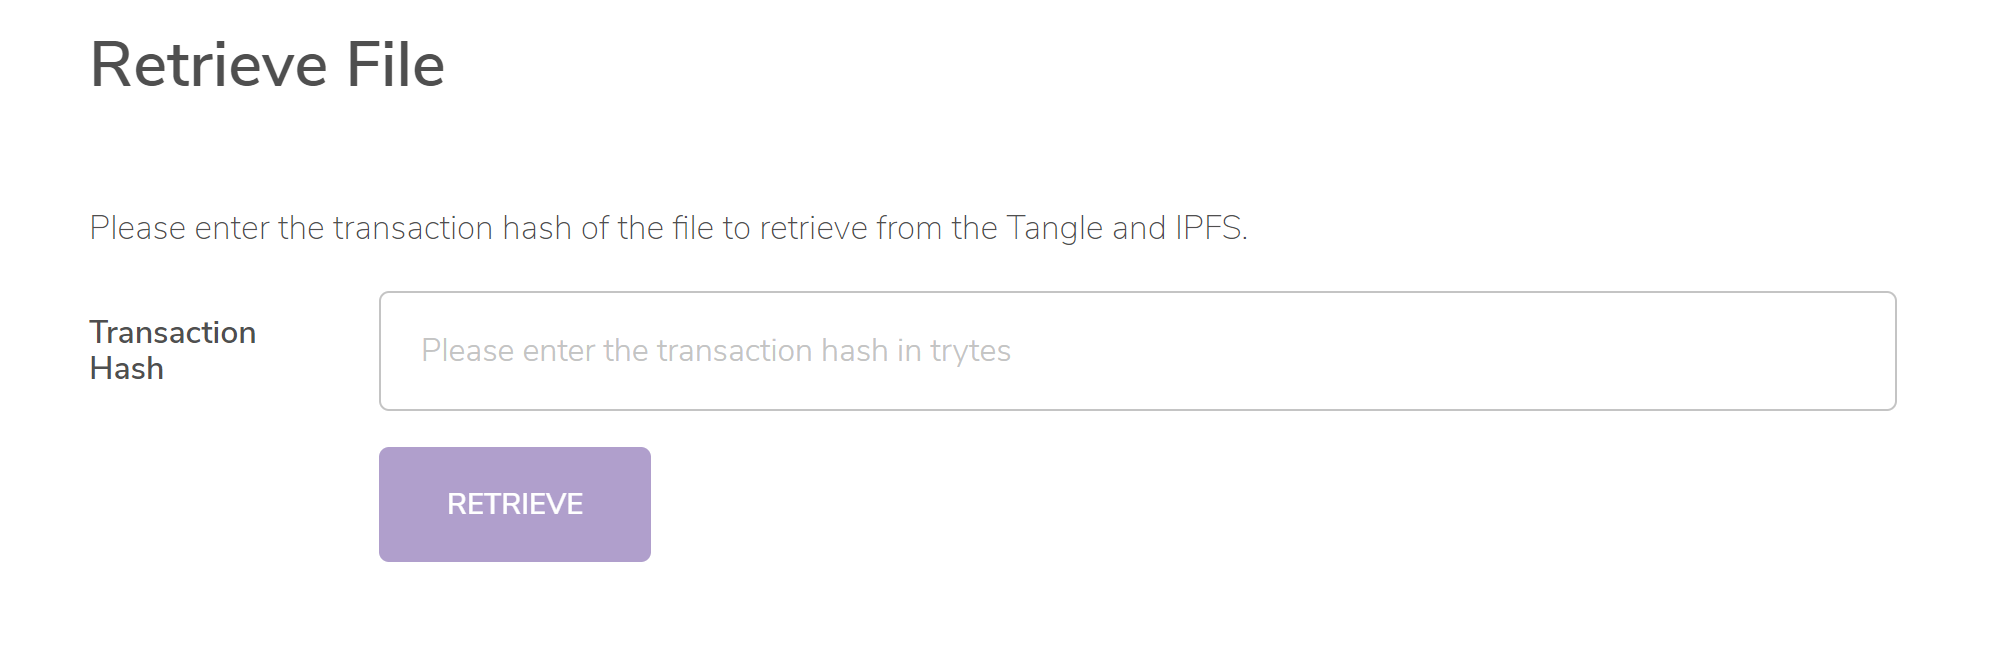 Retrieve File
Please enter the transaction hash of the file to retrieve from the Tangle and IPFS.
Transaction
Hash
Please enter the transaction hash in trytes
RETRIEVE